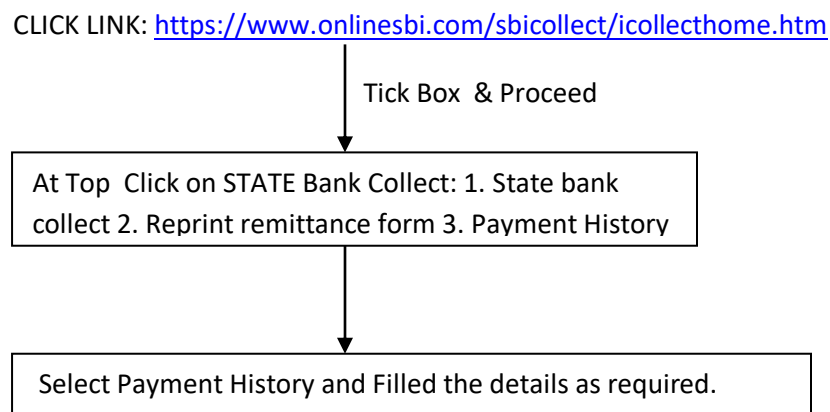 CLICK LINK: https://www.onlinesbi.com/sbicollect/icollecthome.htm
Tick Box & Proceed
At Top Click on STATE Bank Collect: 1. State bank
collect 2. Reprint remittance form 3. Payment History
Select Payment History and Filled the details as required.